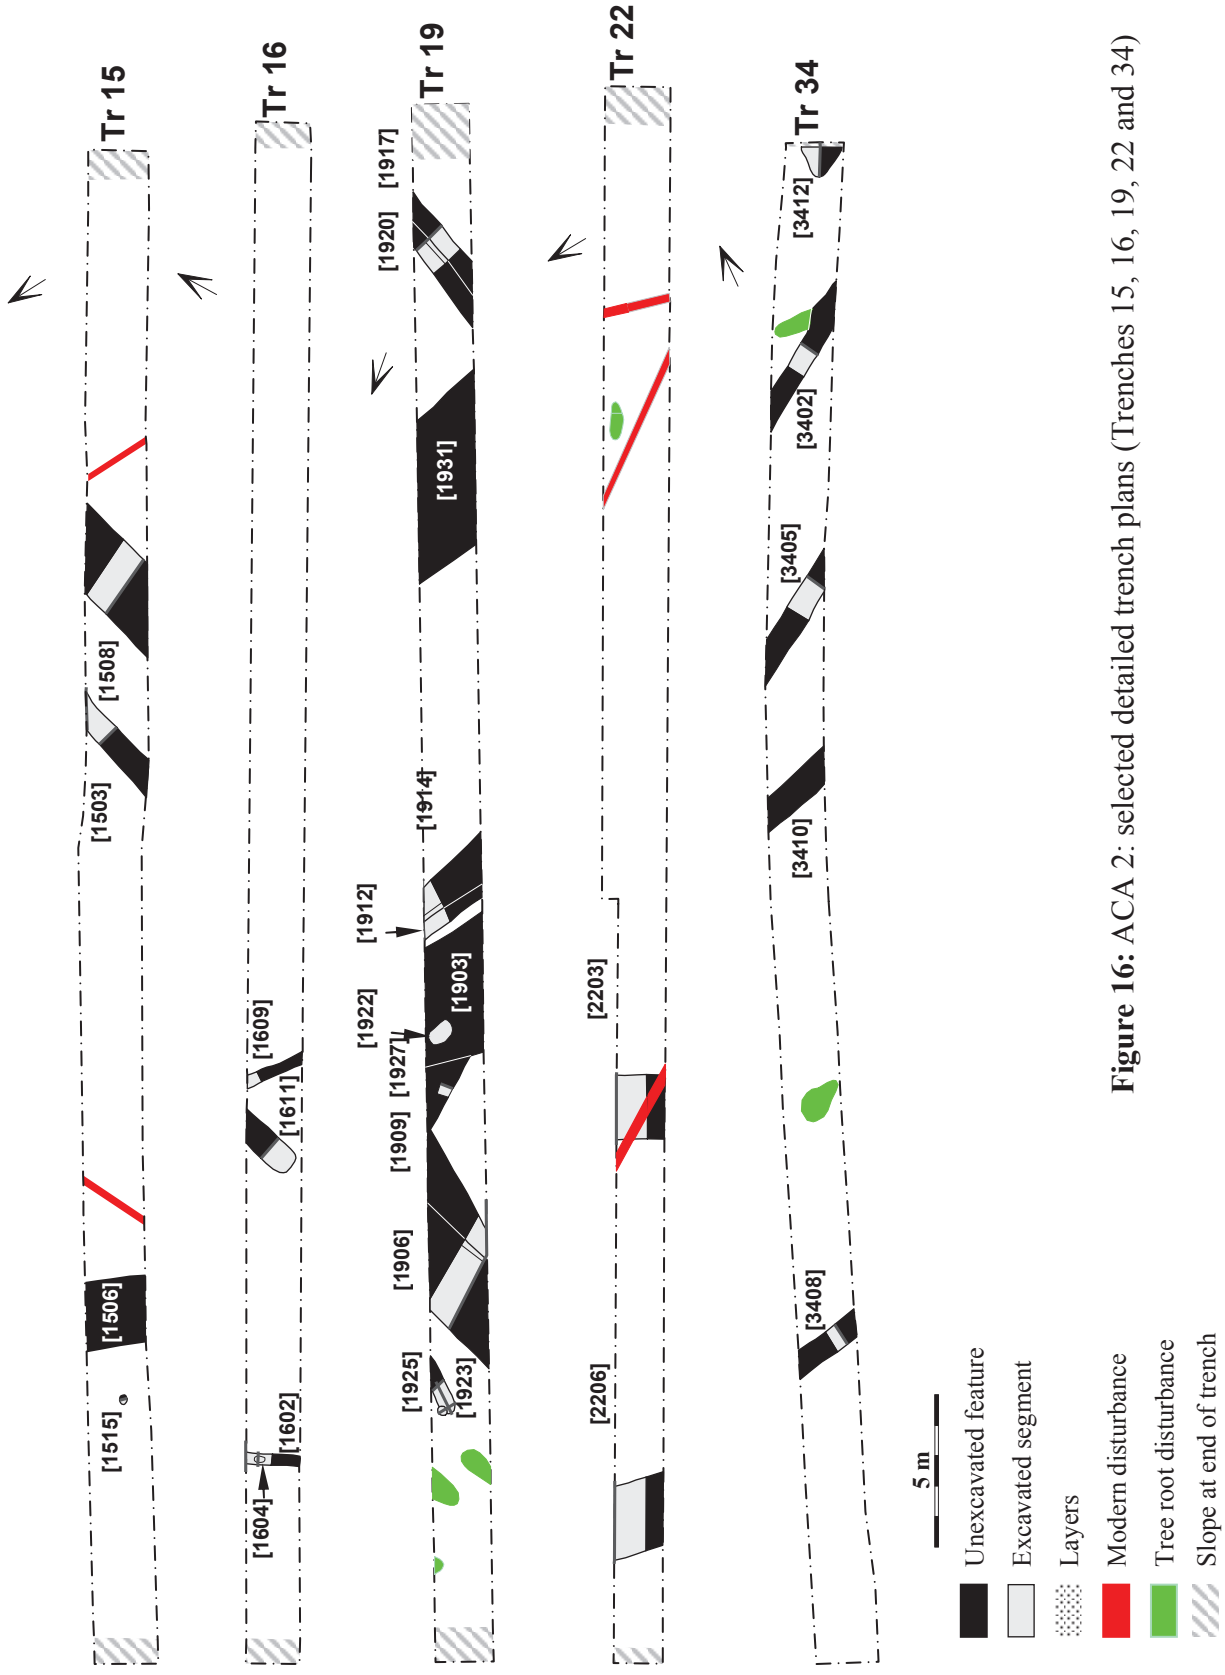 Tr 15
[1515]
[1506]
[1503]
[1508]
Tr 16
[1604]
[1602]
[1611]
[1609]
Tr 19
[1925]
[1923]
[1906]
[1909]
[1927]
[1922]
[1903]
[1912]
[1914]
[1931]
[1920]
[1917]
Tr 22
[2206]
[2203]
Tr 34
[3408]
[3410]
[3405]
[3402]
[3412]
5 m
Unexcavated feature
Excavated segment
Layers
Modern disturbance
Tree root disturbance
Slope at end of trench
Figure 16: ACA 2: selected detailed trench plans (Trenches 15, 16, 19, 22 and 34)